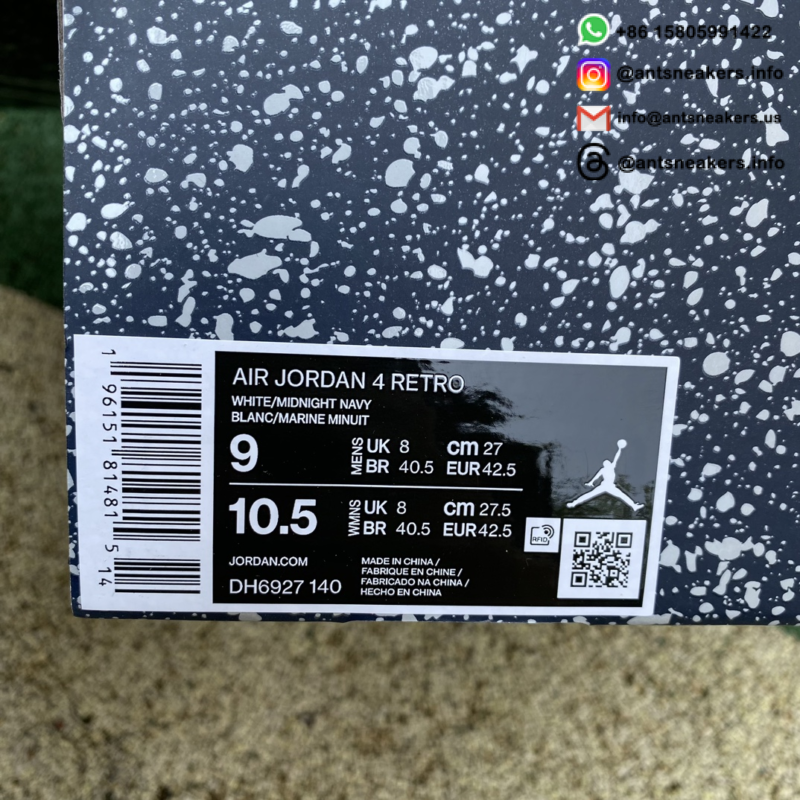 +86 15805991422
@antsneakers.info
info@antsneakers.us
@antsneakers.info
1 96151 81481 5 14
AIR JORDAN 4 RETRO
WHITE/MIDNIGHT NAVY
BLANC/MARINE MINUIT
9 MENS UK 8 cm 27
BR 40.5 EUR 42.5
10.5 WMNS UK 8 cm 27.5
BR 40.5 EUR 42.5
RFID
JORDAN.COM
DH6927 140
MADE IN CHINA /
FABRIQUE EN CHINE /
FABRICADO NA CHINA /
HECHO EN CHINA